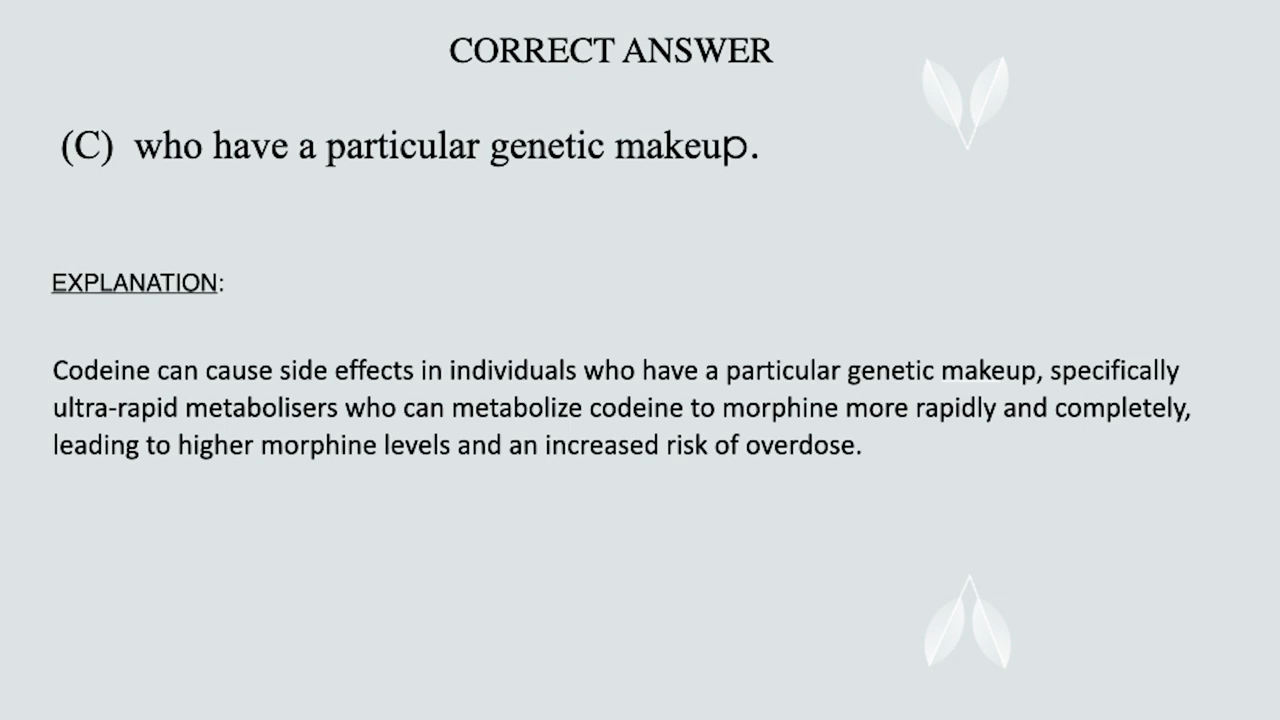 CORRECT ANSWER
(C) who have a particular genetic makeup.
EXPLANATION:
Codeine can cause side effects in individuals who have a particular genetic makeup, specifically
ultra-rapid metabolisers who can metabolize codeine to morphine more rapidly and completely,
leading to higher morphine levels and an increased risk of overdose.